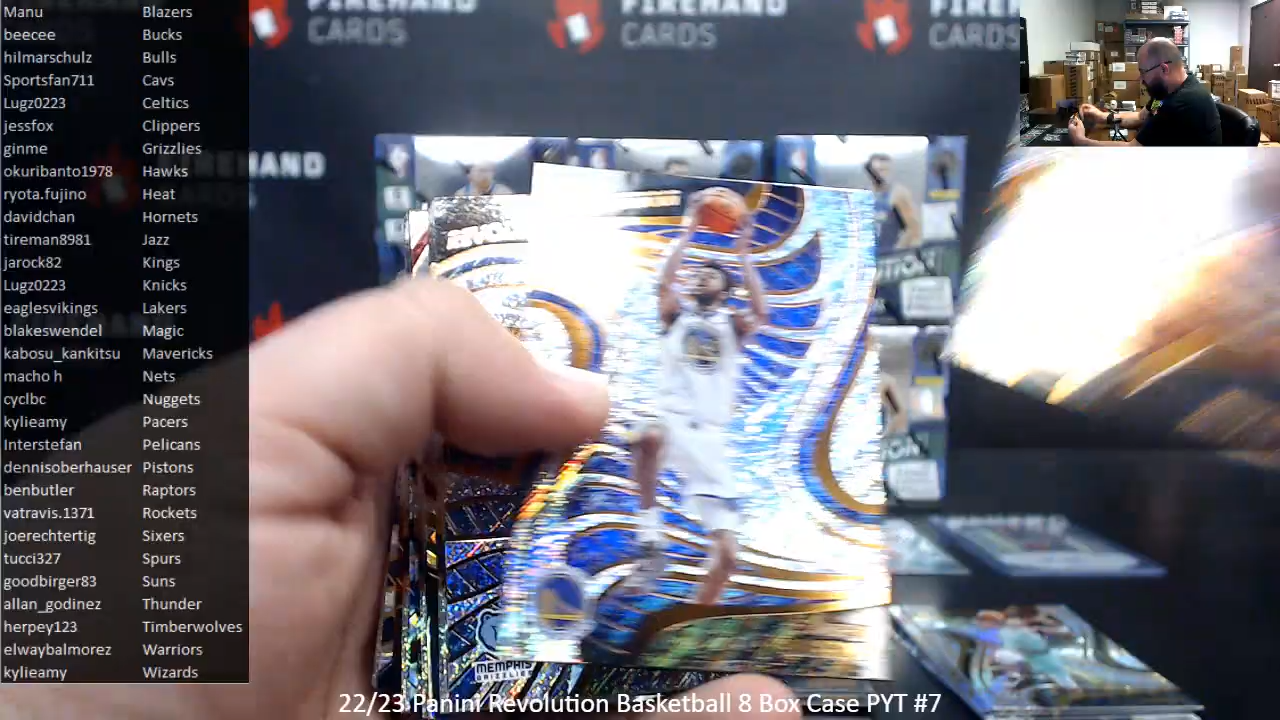 Manu Blazers
beecee Bucks
hilmarschulz Bulls
Sportsfan711 Cavs
Lugz0223 Celtics
jessfox Clippers
ginme Grizzlies
okuribanto1978 Hawks
ryota.fujino Heat
davidchan Hornets
tireman8981 Jazz
jarock82 Kings
Lugz0223 Knicks
eaglesvikings Lakers
blakeswendel Magic
kabosu_kankitsu Mavericks
macho h Nets
cyclbc Nuggets
kylieamy Pacers
Interstefan Pelicans
dennisoberhauser Pistons
benbutler Raptors
vatravis.1371 Rockets
joerechtertig Sixers
tucci327 Spurs
goodbirger83 Suns
allan_godinez Thunder
herpey123 Timberwolves
elwaybalmorez Warriors
kylieamy Wizards
FIREHAND
CARDS
FIREHAND
CARDS
CARDS
MEMPHIS
GRIZZLIES
22/23 Panini Revolution Basketball 8 Box Case PYT #7